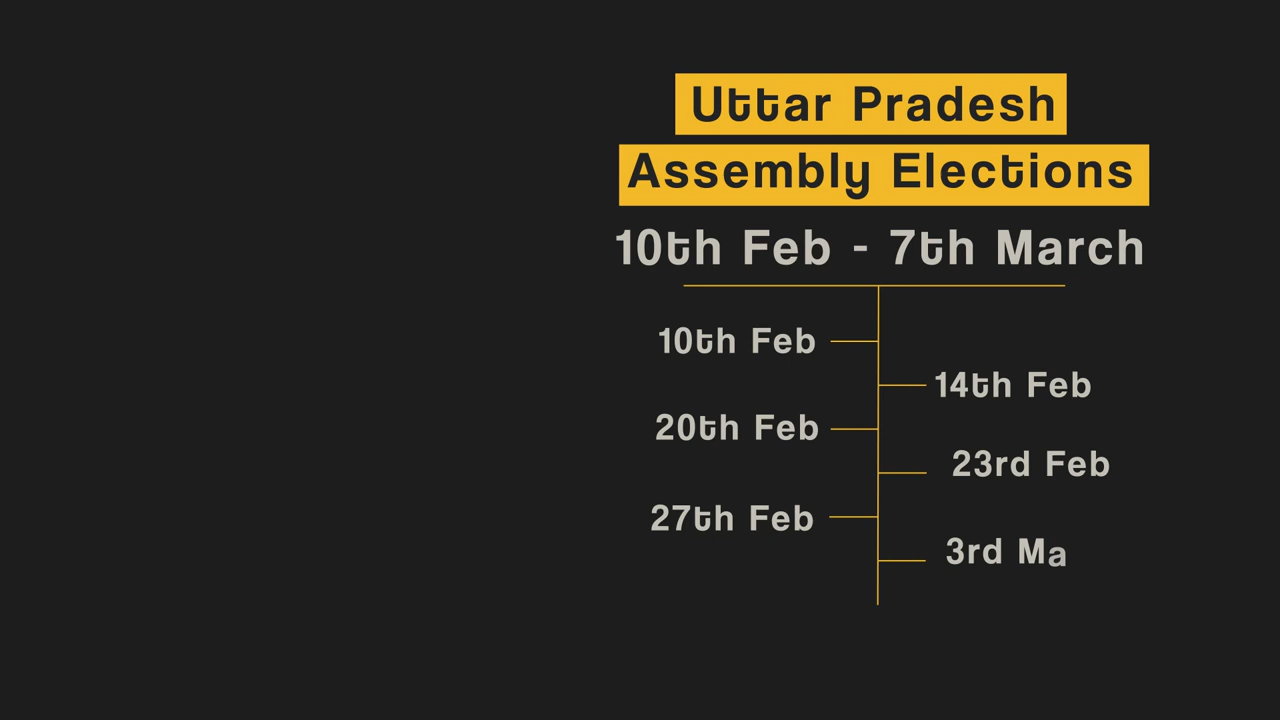 Uttar Pradesh
Assembly Elections
10th Feb - 7th March
10th Feb
14th Feb
20th Feb
23rd Feb
27th Feb
3rd Ma